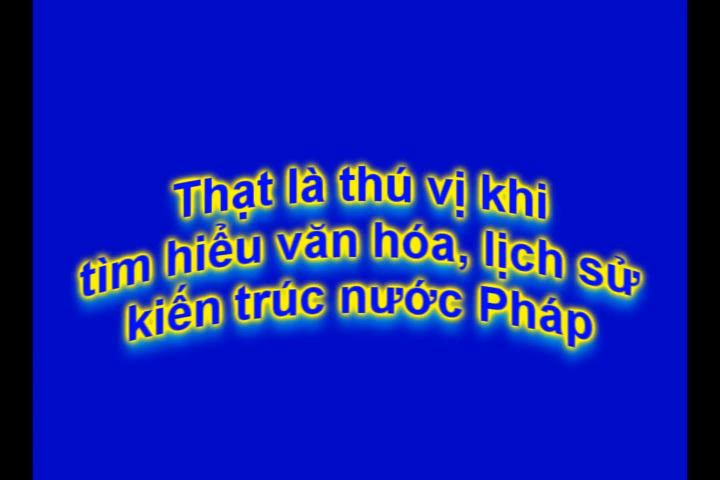 Thạt là thú vị khi
tìm hiểu văn hóa, lịch sử
kiến trúc nước Pháp